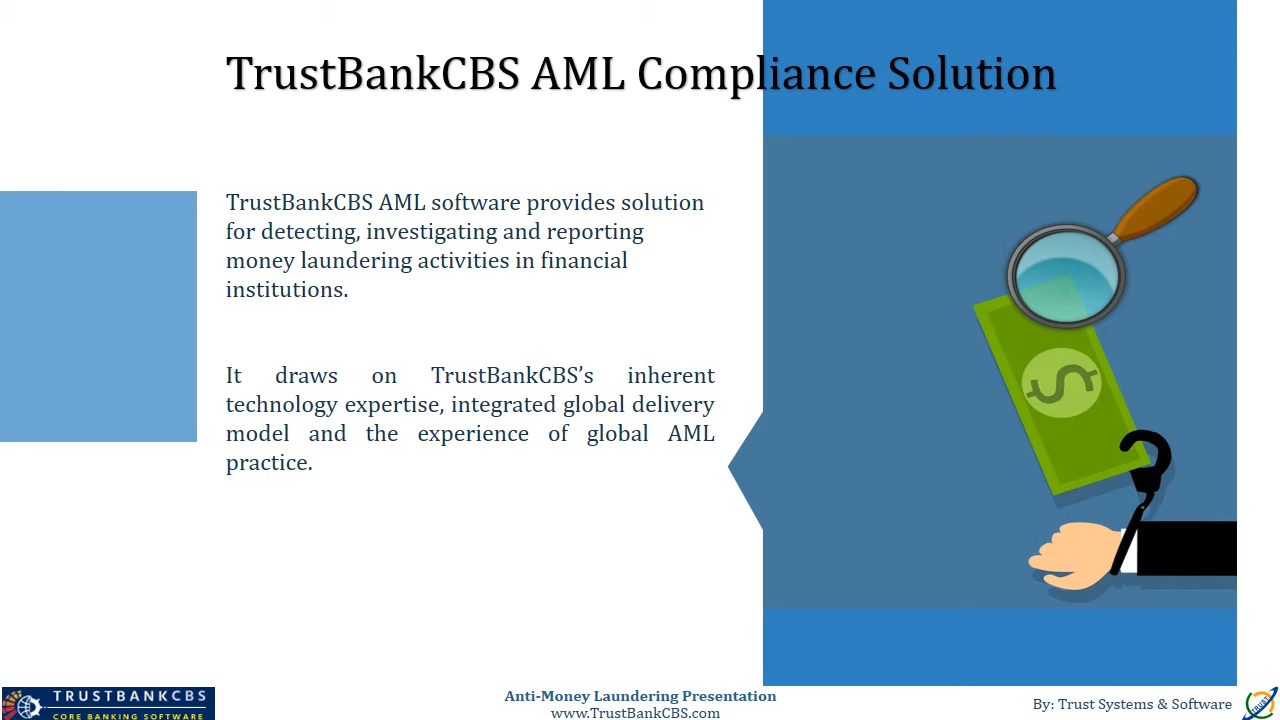 TrustBankCBS AML Compliance Solution
TrustBankCBS AML software provides solution
for detecting, investigating and reporting
money laundering activities in financial
institutions.
It draws on TrustBankCBS’s inherent
technology expertise, integrated global delivery
model and the experience of global AML
practice.
TRUSTBANKCBS
CORE BANKING SOFTWARE
Anti-Money Laundering Presentation
www.TrustBankCBS.com
By: Trust Systems & Software
TRUST